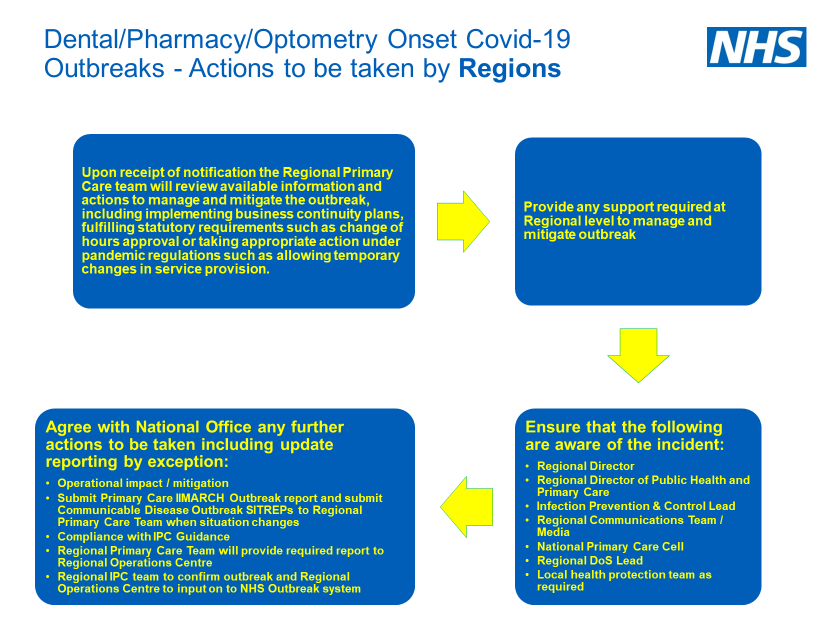 Dental/Pharmacy/Optometry Onset Covid-19
Outbreaks - Actions to be taken by Regions
NHS
Upon receipt of notification the Regional Primary
Care team will review available information and
actions to manage and mitigate the outbreak,
including implementing business continuity plans,
fulfilling statutory requirements such as change of
hours approval or taking appropriate action under
pandemic regulations such as allowing temporary
changes in service provision.
Provide any support required at
Regional level to manage and
mitigate outbreak
Ensure that the following
are aware of the incident:
• Regional Director
• Regional Director of Public Health and
Primary Care
• Infection Prevention & Control Lead
• Regional Communications Team /
Media
• National Primary Care Cell
• Regional DoS Lead
• Local health protection team as
required
Agree with National Office any further
actions to be taken including update
reporting by exception:
• Operational impact / mitigation
• Submit Primary Care IIMARCH Outbreak report and submit
Communicable Disease Outbreak SITREPs to Regional
Primary Care Team when situation changes
• Compliance with IPC Guidance
• Regional Primary Care Team will provide required report to
Regional Operations Centre
• Regional IPC team to confirm outbreak and Regional
Operations Centre to input on to NHS Outbreak system